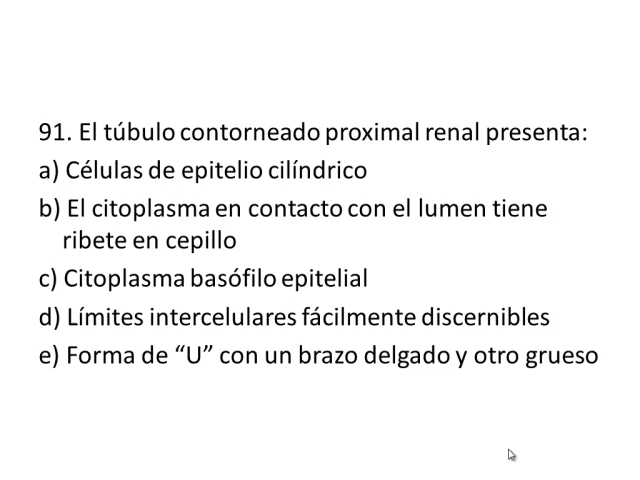 91. El túbulo contorneado proximal renal presenta:
a) Células de epitelio cilíndrico
b) El citoplasma en contacto con el lumen tiene
ribete en cepillo
c) Citoplasma basófilo epitelial
d) Límites intercelulares fácilmente discernibles
e) Forma de “U” con un brazo delgado y otro grueso